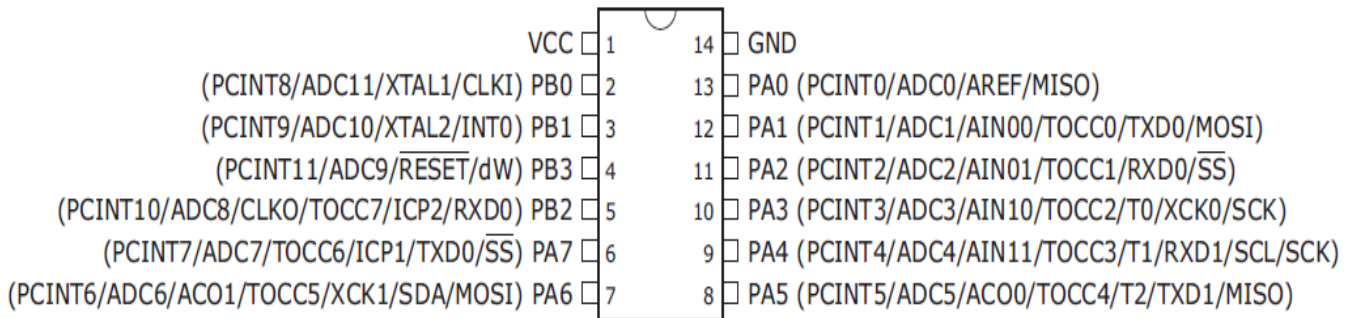 VCC 1 14 GND
(PCINT8/ADC11/XTAL1/CLKI) PB0 2 13 PA0 (PCINT0/ADC0/AREF/MISO)
(PCINT9/ADC10/XTAL2/INT0) PB1 3 12 PA1 (PCINT1/ADC1/AIN00/TOCC0/TXD0/MOSI)
(PCINT11/ADC9/RESET/dW) PB3 4 11 PA2 (PCINT2/ADC2/AIN01/TOCC1/RXD0/SS)
(PCINT10/ADC8/CLKO/TOCC7/ICP2/RXD0) PB2 5 10 PA3 (PCINT3/ADC3/AIN10/TOCC2/T0/XCK0/SCK)
(PCINT7/ADC7/TOCC6/ICP1/TXD0/SS) PA7 6 9 PA4 (PCINT4/ADC4/AIN11/TOCC3/T1/RXD1/SCL/SCK)
(PCINT6/ADC6/ACO1/TOCC5/XCK1/SDA/MOSI) PA6 7 8 PA5 (PCINT5/ADC5/ACO0/TOCC4/T2/TXD1/MISO)